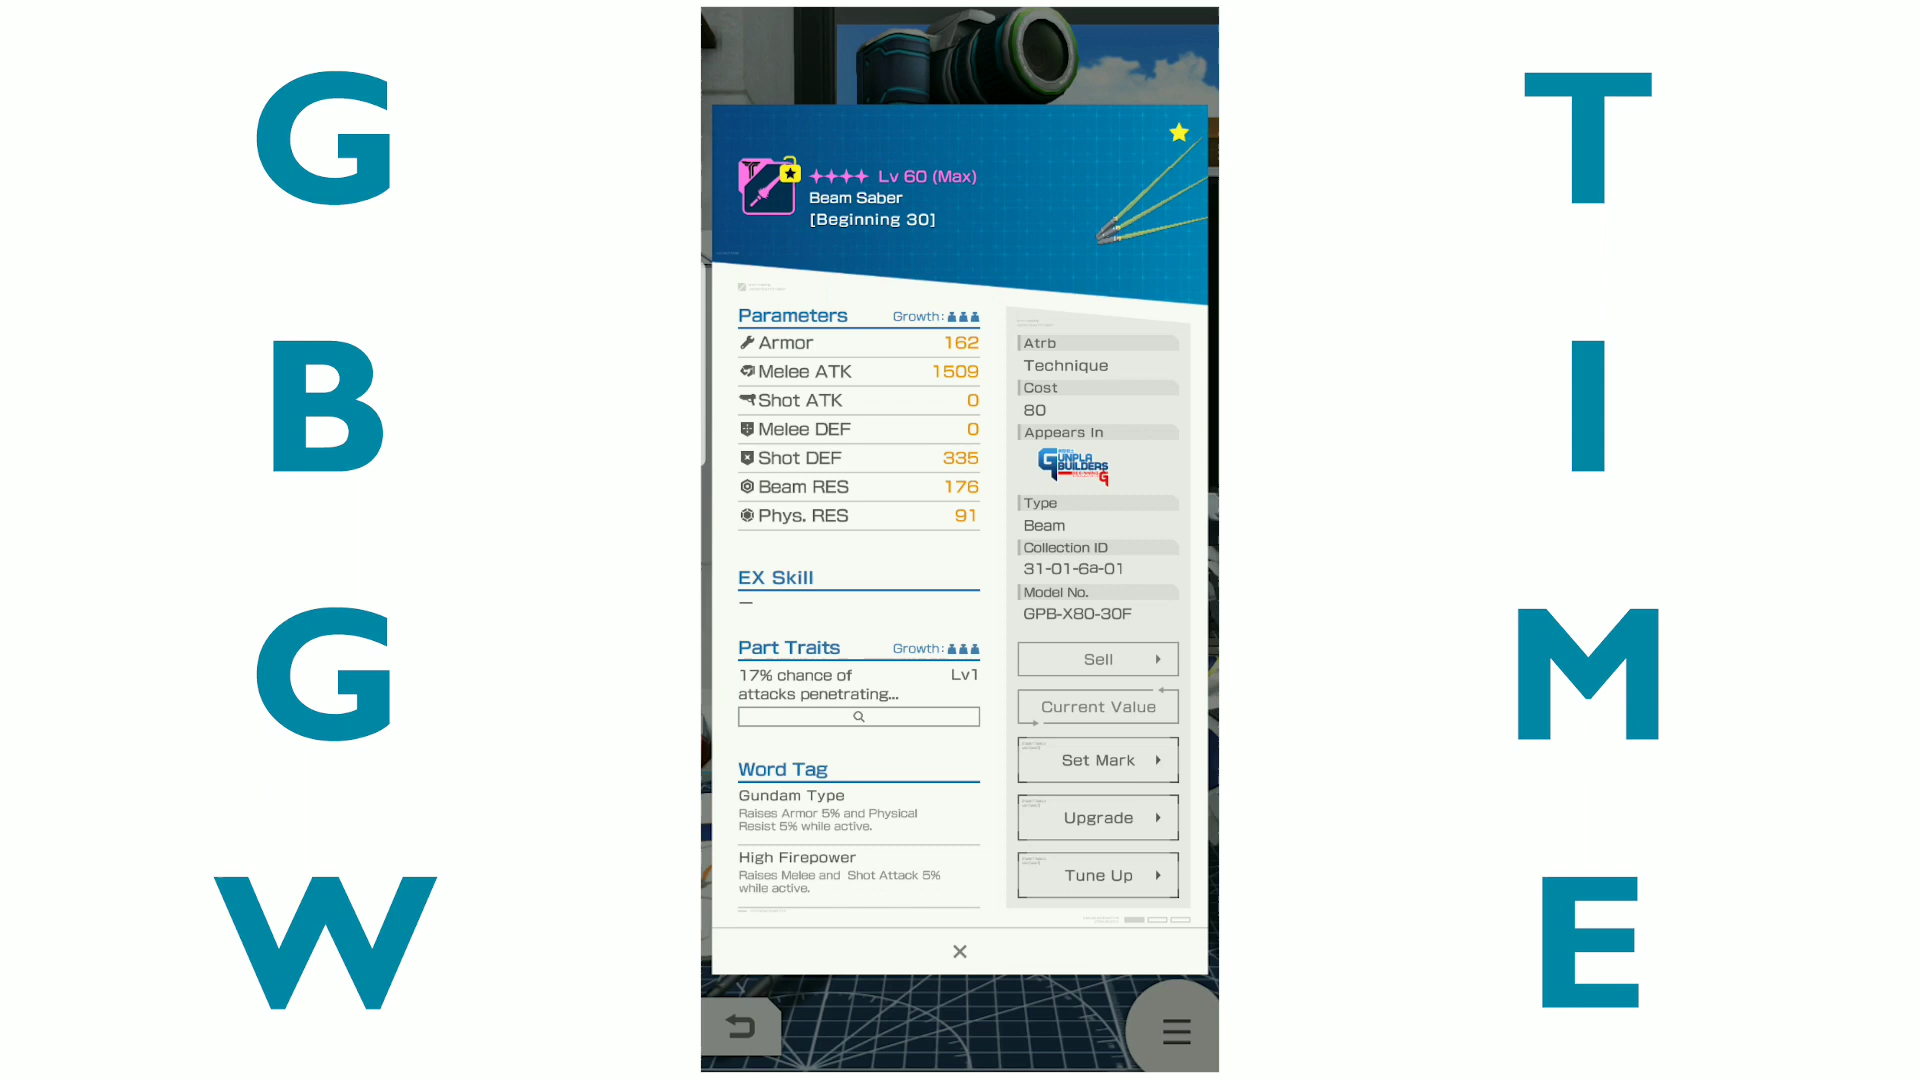 G
B
G
W
Lv 60 (Max)
Beam Saber
[Beginning 30]
Parameters
Growth:
Armor 162
Melee ATK 1509
Shot ATK 0
Melee DEF 0
Shot DEF 335
Beam RES 176
Phys. RES 91
EX Skill
—
Part Traits
Growth:
17% chance of Lv1
attacks penetrating...
Word Tag
Gundam Type
Raises Armor 5% and Physical
Resist 5% while active.
High Firepower
Raises Melee and Shot Attack 5%
while active.
Atrb
Technique
Cost
80
Appears In
GUNPLA
BUILDERS
BEGINNING G
Type
Beam
Collection ID
31-01-6a-01
Model No.
GPB-X80-30F
Sell
Current Value
Set Mark
Upgrade
Tune Up
T
I
M
E